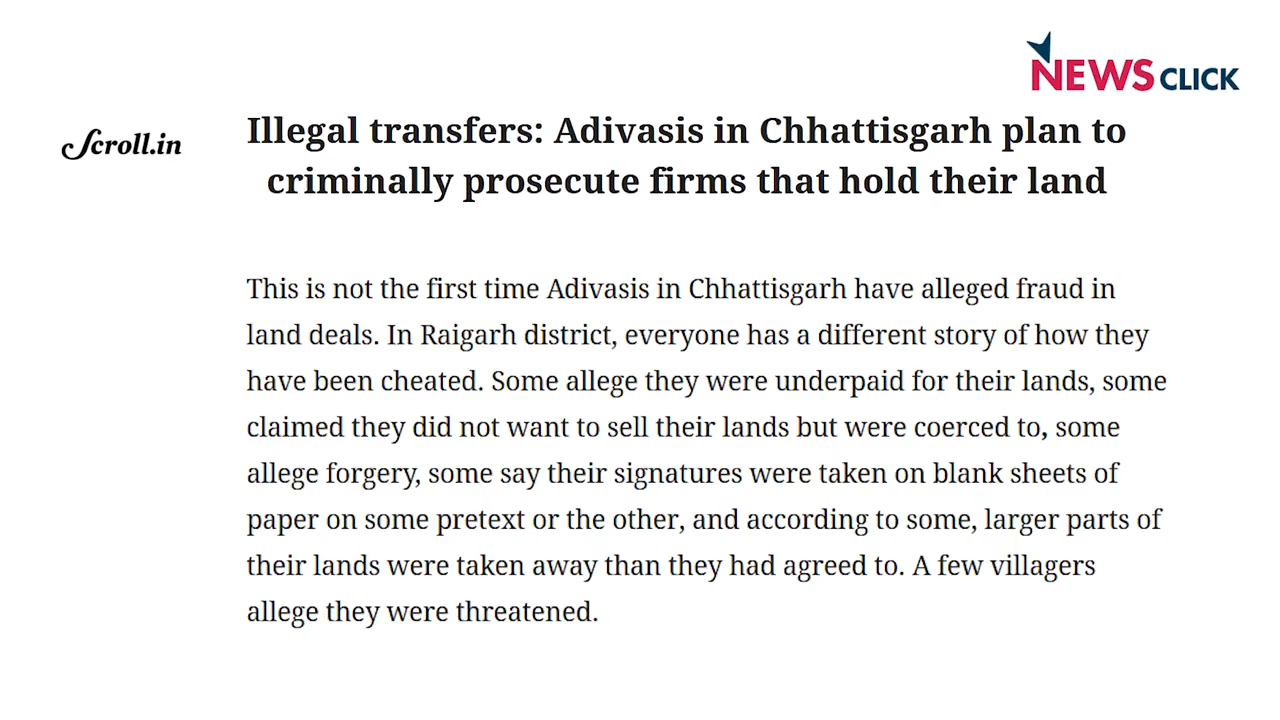 NEWS CLICK
Scroll.in
Illegal transfers: Adivasis in Chhattisgarh plan to
criminally prosecute firms that hold their land
This is not the first time Adivasis in Chhattisgarh have alleged fraud in
land deals. In Raigarh district, everyone has a different story of how they
have been cheated. Some allege they were underpaid for their lands, some
claimed they did not want to sell their lands but were coerced to, some
allege forgery, some say their signatures were taken on blank sheets of
paper on some pretext or the other, and according to some, larger parts of
their lands were taken away than they had agreed to. A few villagers
allege they were threatened.